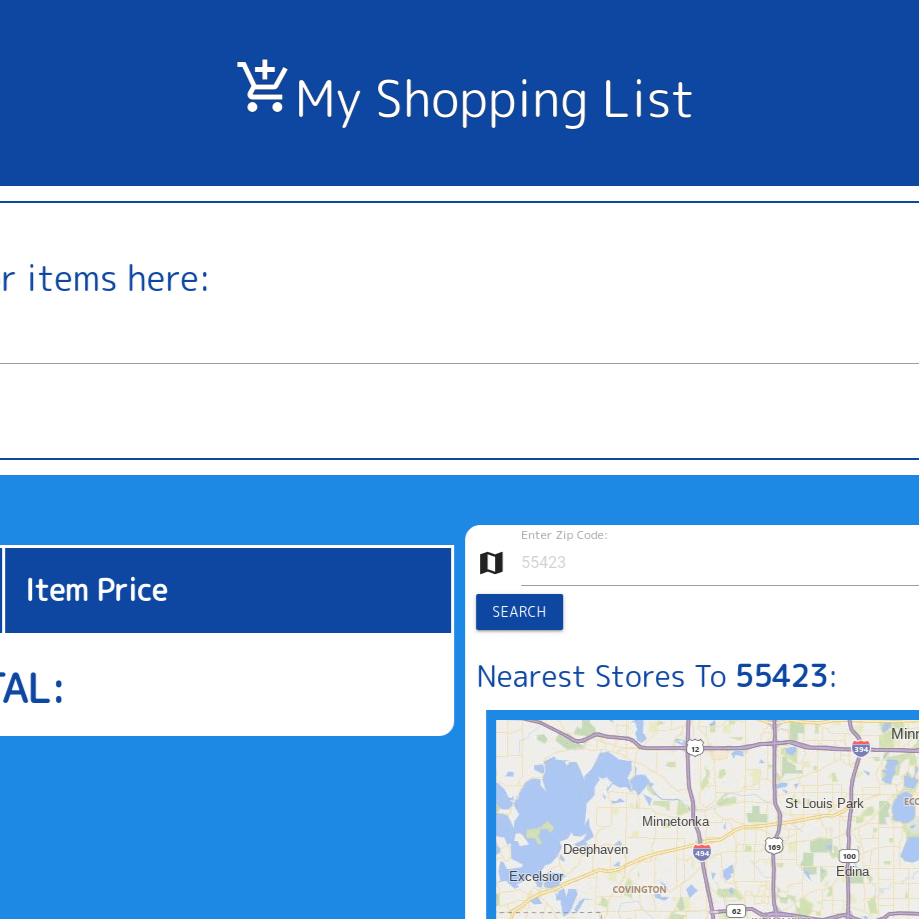 My Shopping List
r items here:
Item Price
TAL:
Enter Zip Code:
55423
SEARCH
Nearest Stores To 55423:
12
394
St Louis Park
Minnetonka
169
Deephaven
494
100
Edina
Excelsior
COVINGTON
62